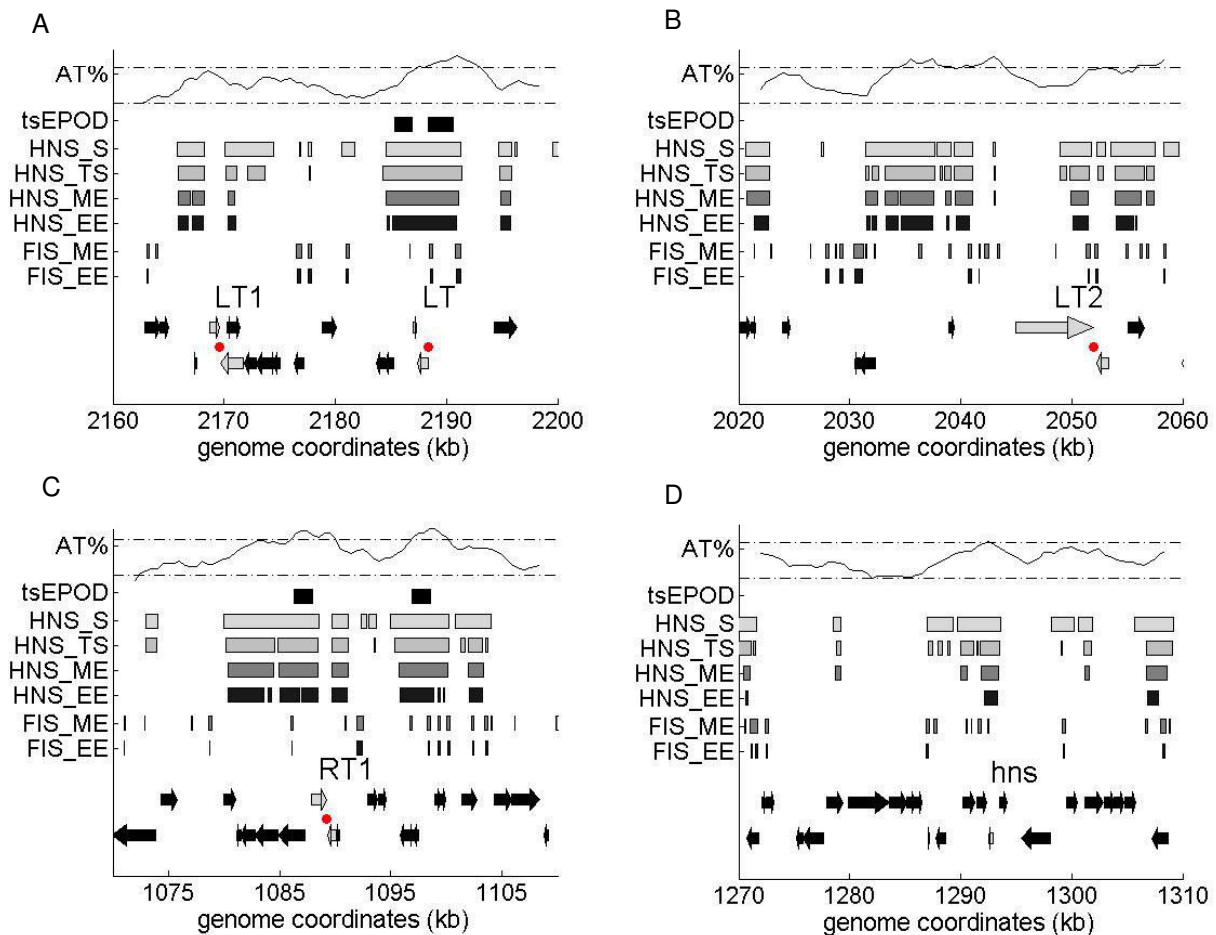 A
AT%
tsEPOD
HNS_S
HNS_TS
HNS_ME
HNS_EE
FIS_ME
FIS_EE
LT1 LT
2160 2170 2180 2190 2200
genome coordinates (kb)
B
AT%
tsEPOD
HNS_S
HNS_TS
HNS_ME
HNS_EE
FIS_ME
FIS_EE
LT2
2020 2030 2040 2050 2060
genome coordinates (kb)
C
AT%
tsEPOD
HNS_S
HNS_TS
HNS_ME
HNS_EE
FIS_ME
FIS_EE
RT1
1075 1085 1095 1105
genome coordinates (kb)
D
AT%
tsEPOD
HNS_S
HNS_TS
HNS_ME
HNS_EE
FIS_ME
FIS_EE
hns
1270 1280 1290 1300 1310
genome coordinates (kb)